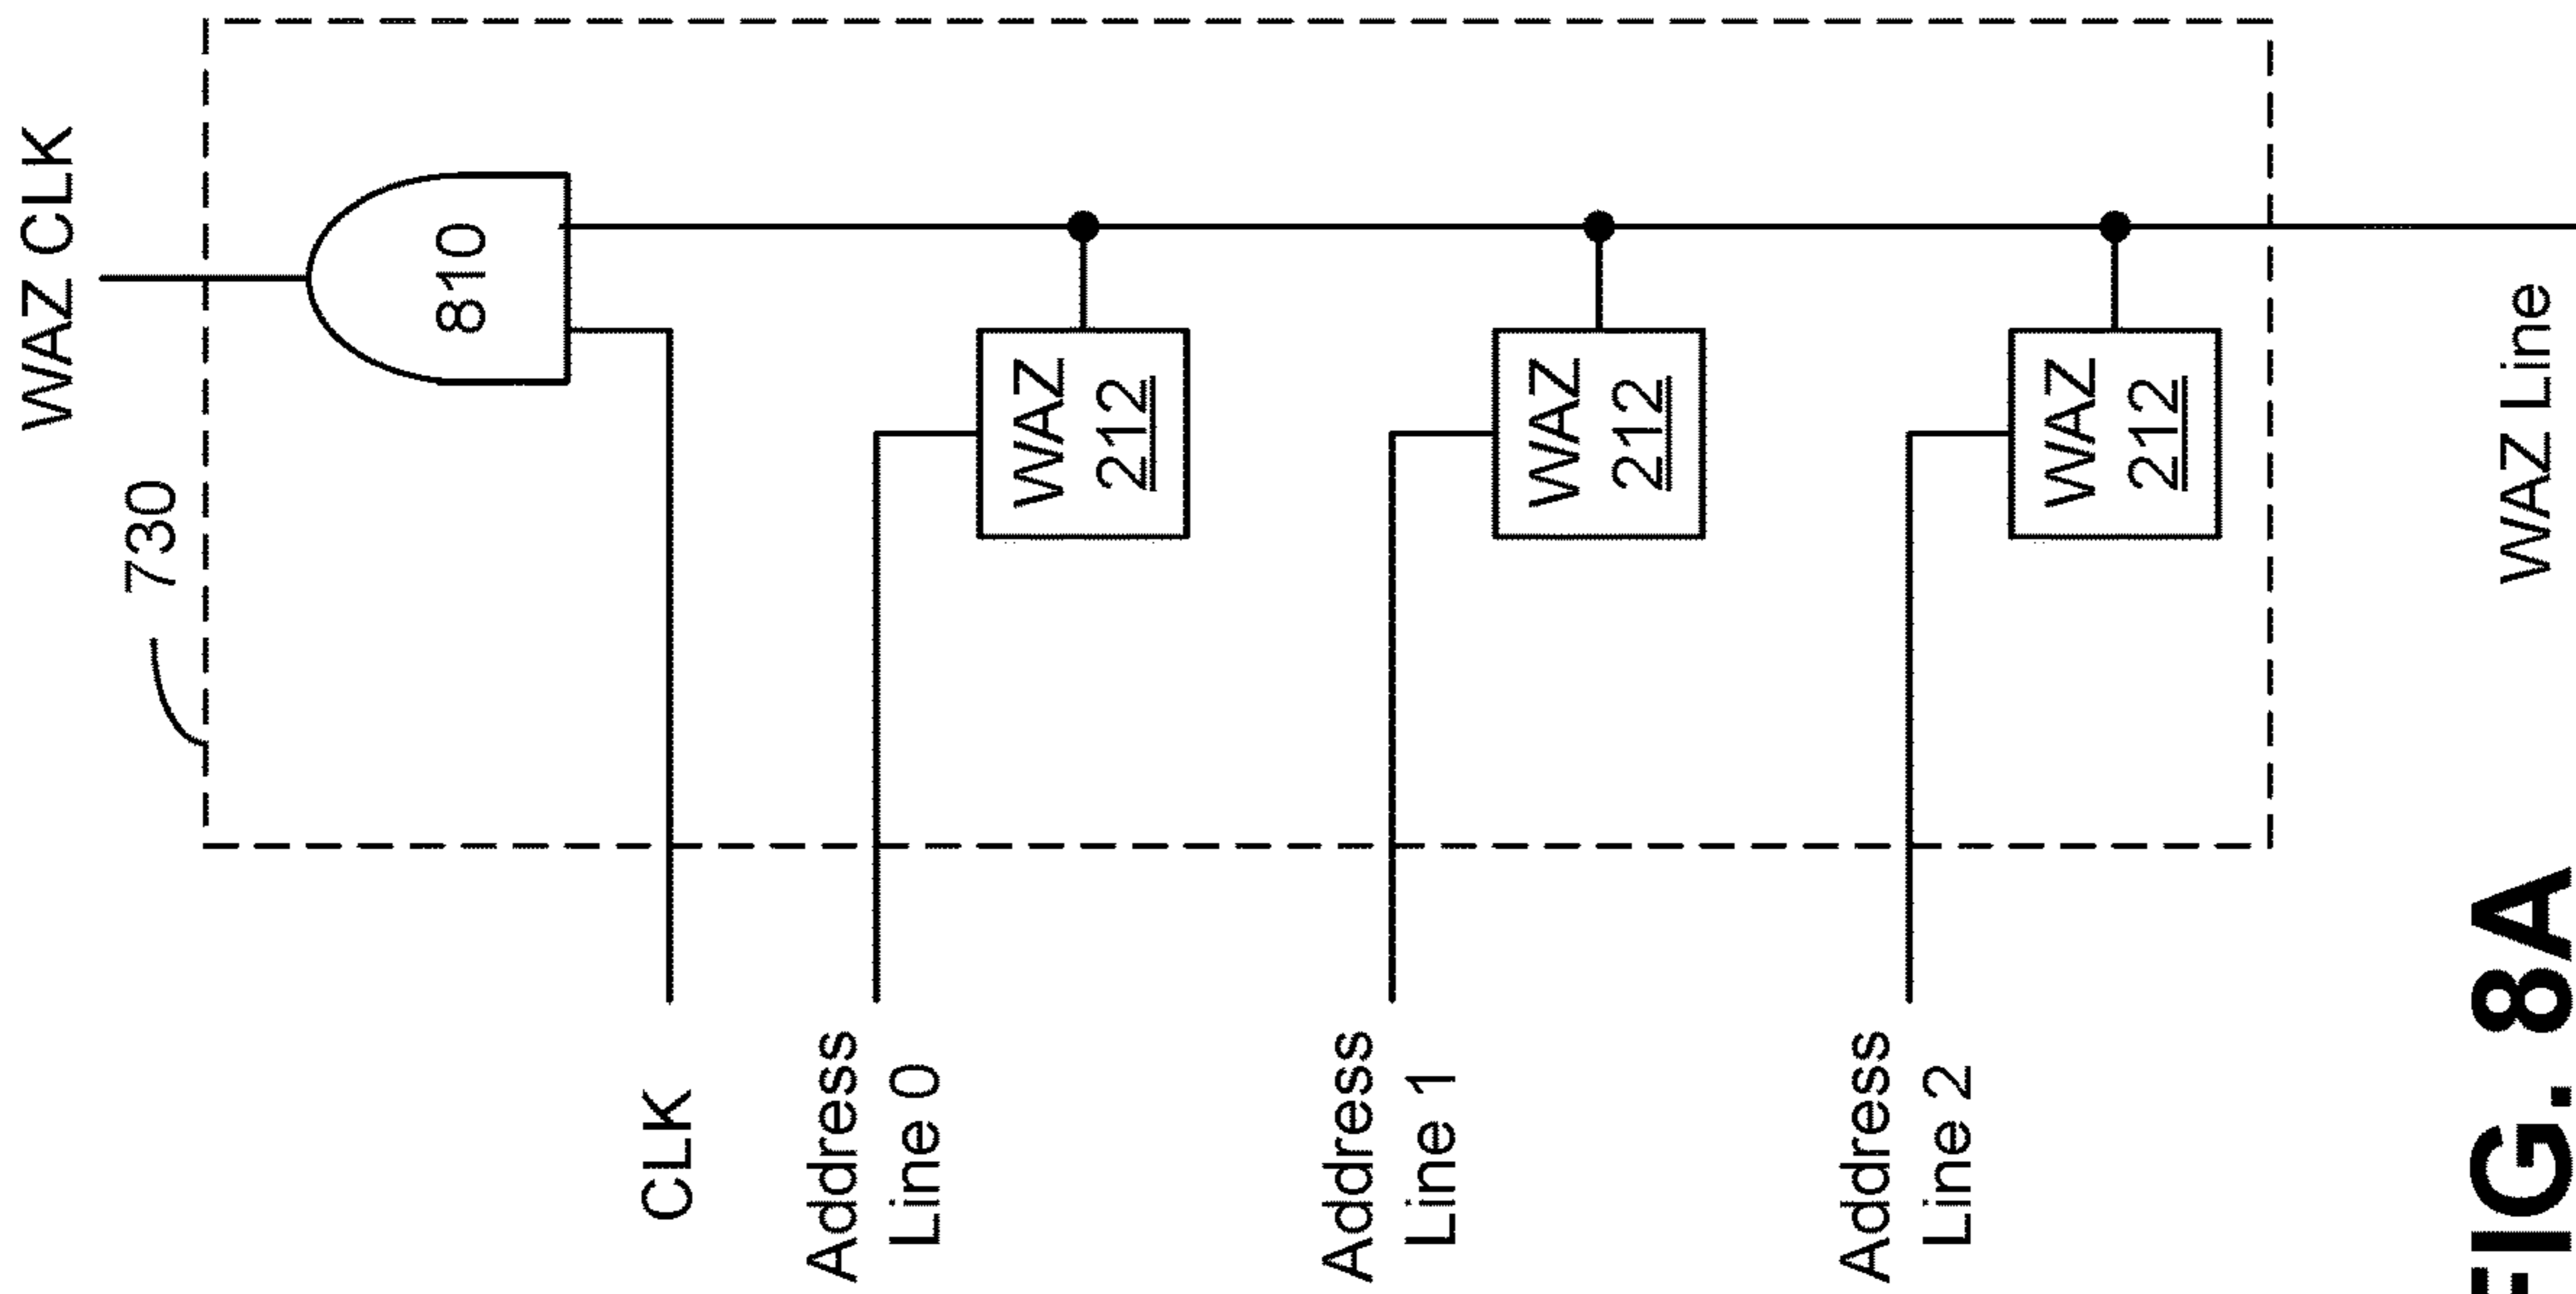 WAZ CLK
730
810
CLK
Address
Line 0
WAZ
212
Address
Line 1
WAZ
212
Address
Line 2
WAZ
212
WAZ Line
FIG. 8A